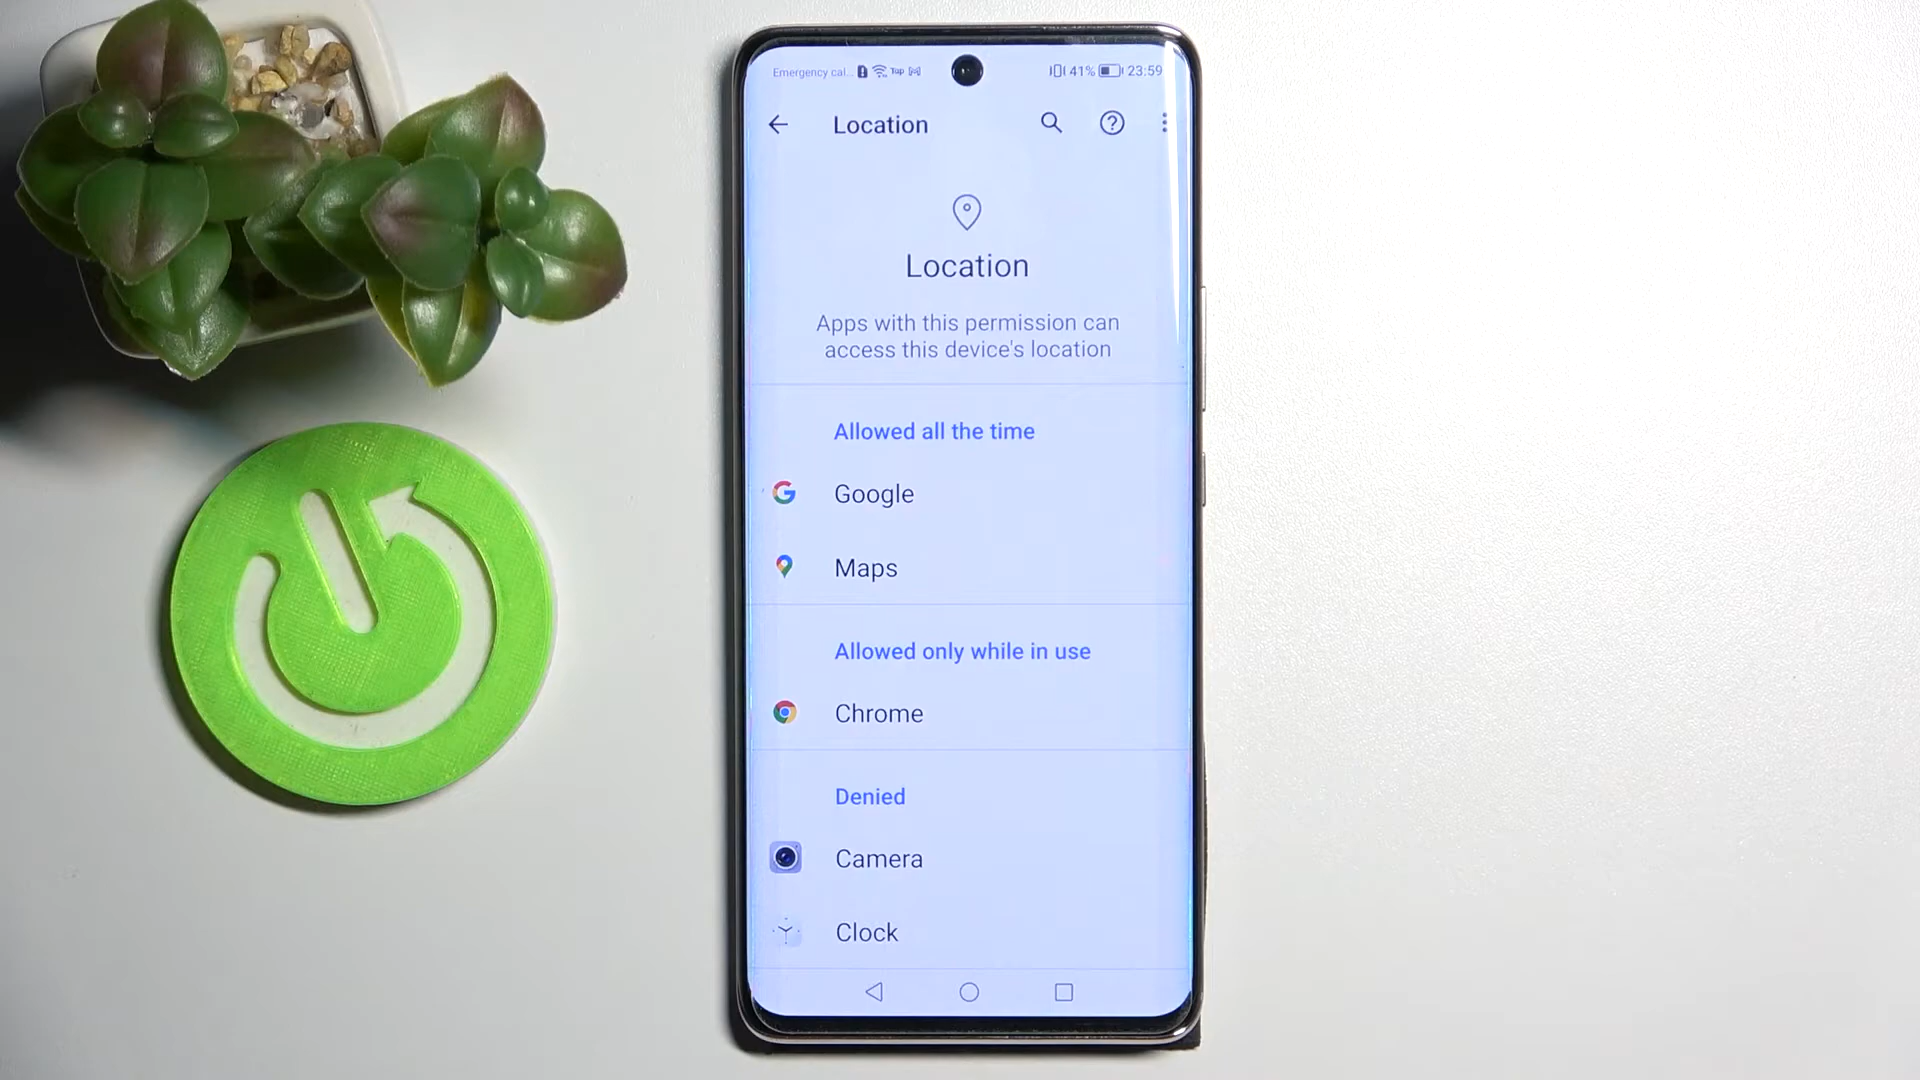 Emergency cal... 41% 23:59
Location
Location
Apps with this permission can
access this device's location
Allowed all the time
Google
Maps
Allowed only while in use
Chrome
Denied
Camera
Clock